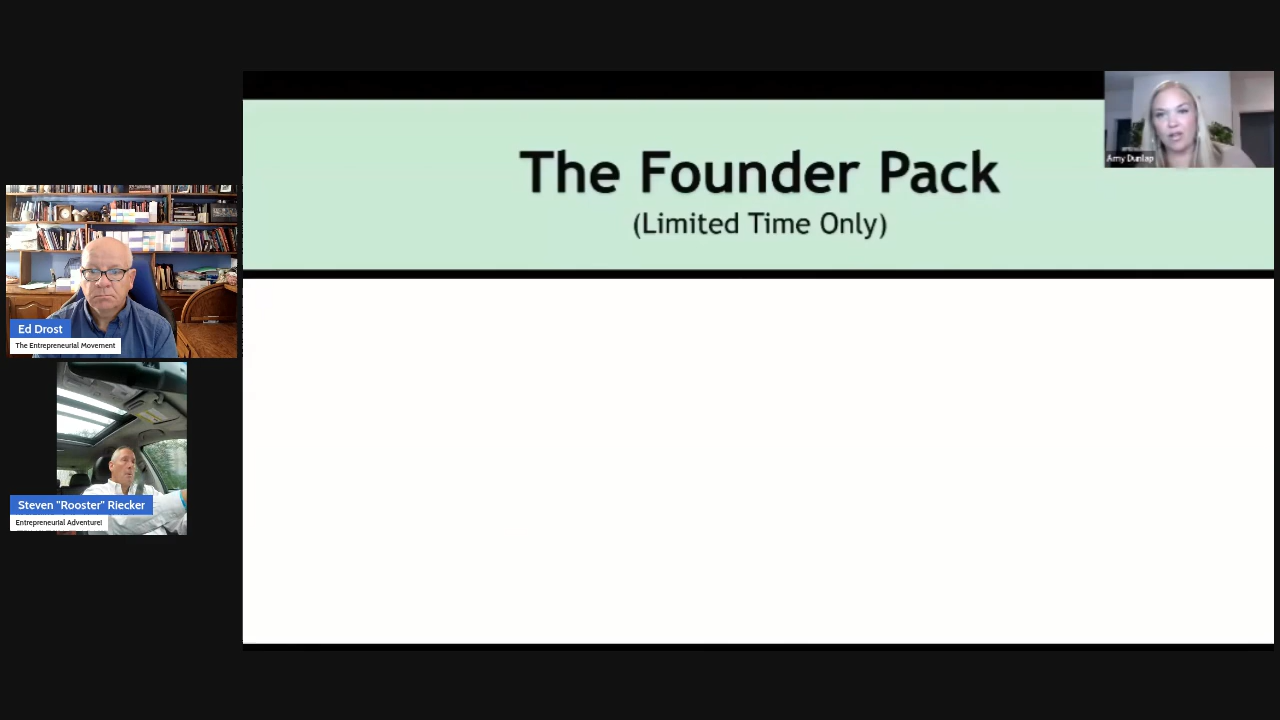 The Founder Pack
(Limited Time Only)
Amy Dunlap
Ed Drost
The Entrepreneurial Movement
Steven "Rooster" Riecker
Entrepreneurial Adventure!